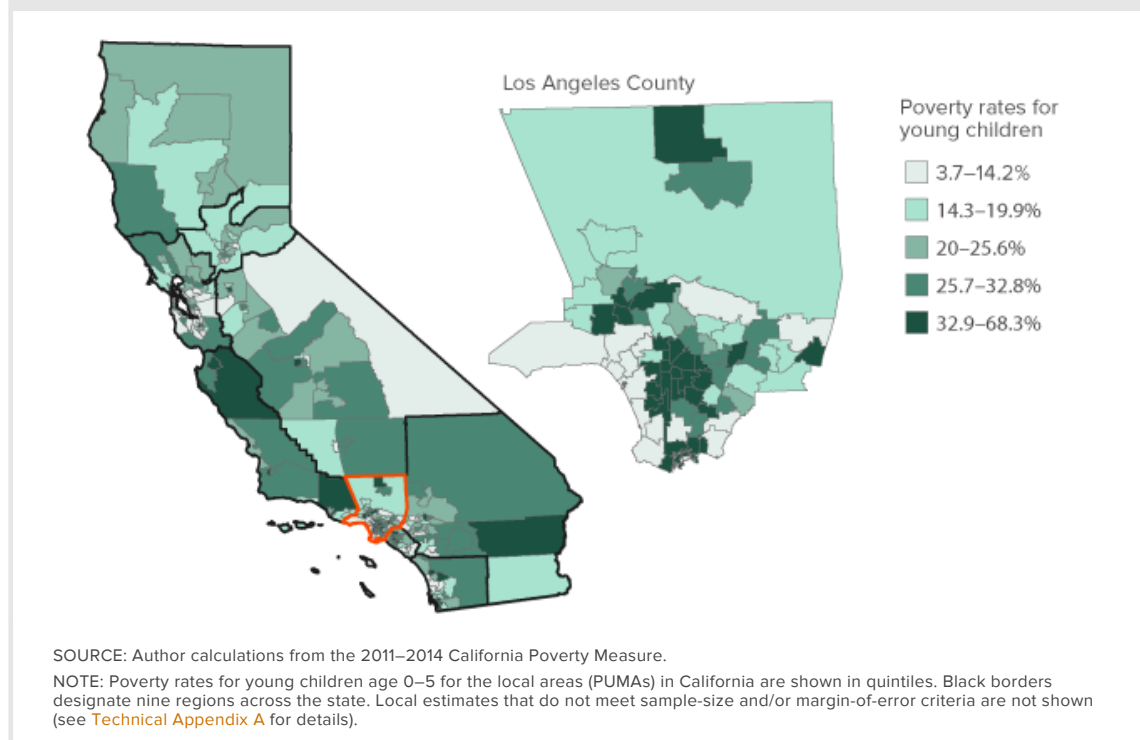 Los Angeles County
Poverty rates for
young children
3.7–14.2%
14.3–19.9%
20–25.6%
25.7–32.8%
32.9–68.3%
SOURCE: Author calculations from the 2011–2014 California Poverty Measure.
NOTE: Poverty rates for young children age 0–5 for the local areas (PUMAs) in California are shown in quintiles. Black borders
designate nine regions across the state. Local estimates that do not meet sample-size and/or margin-of-error criteria are not shown
(see Technical Appendix A for details).